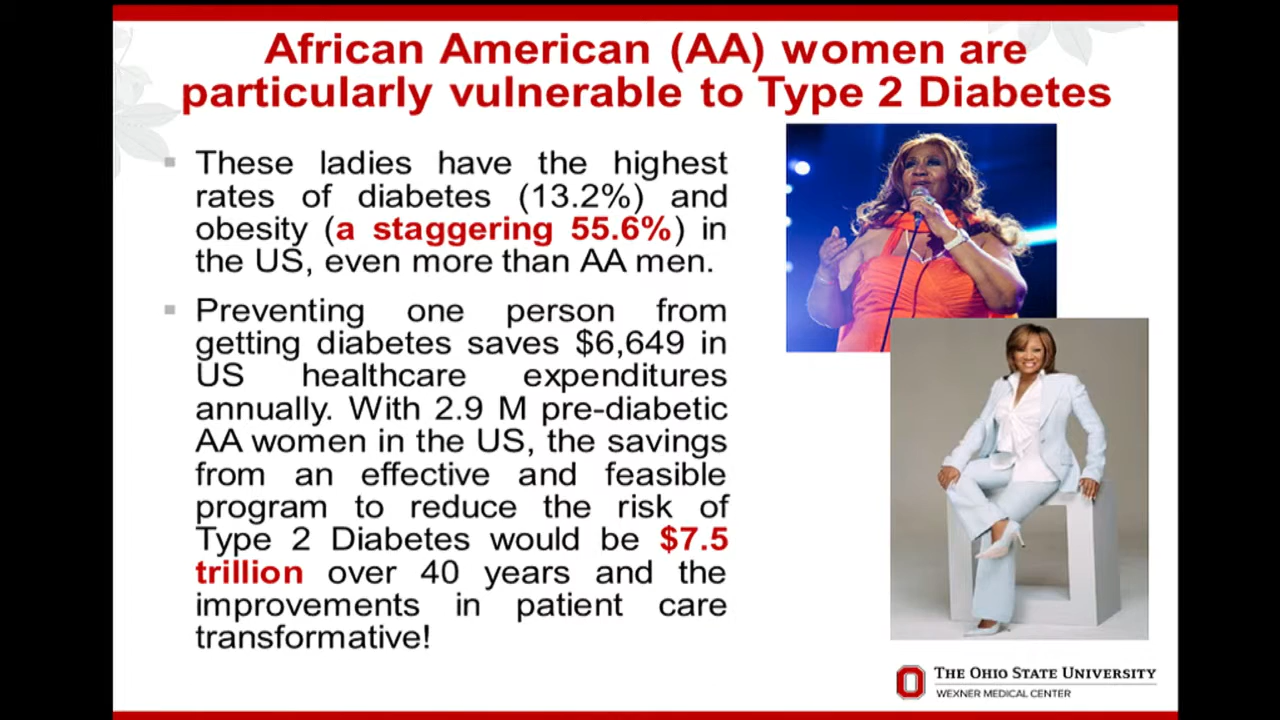 African American (AA) women are
particularly vulnerable to Type 2 Diabetes
These ladies have the highest
rates of diabetes (13.2%) and
obesity (a staggering 55.6%) in
the US, even more than AA men.
Preventing one person from
getting diabetes saves $6,649 in
US healthcare expenditures
annually. With 2.9 M pre-diabetic
AA women in the US, the savings
from an effective and feasible
program to reduce the risk of
Type 2 Diabetes would be $7.5
trillion over 40 years and the
improvements in patient care
transformative!
THE OHIO STATE UNIVERSITY
WEXNER MEDICAL CENTER